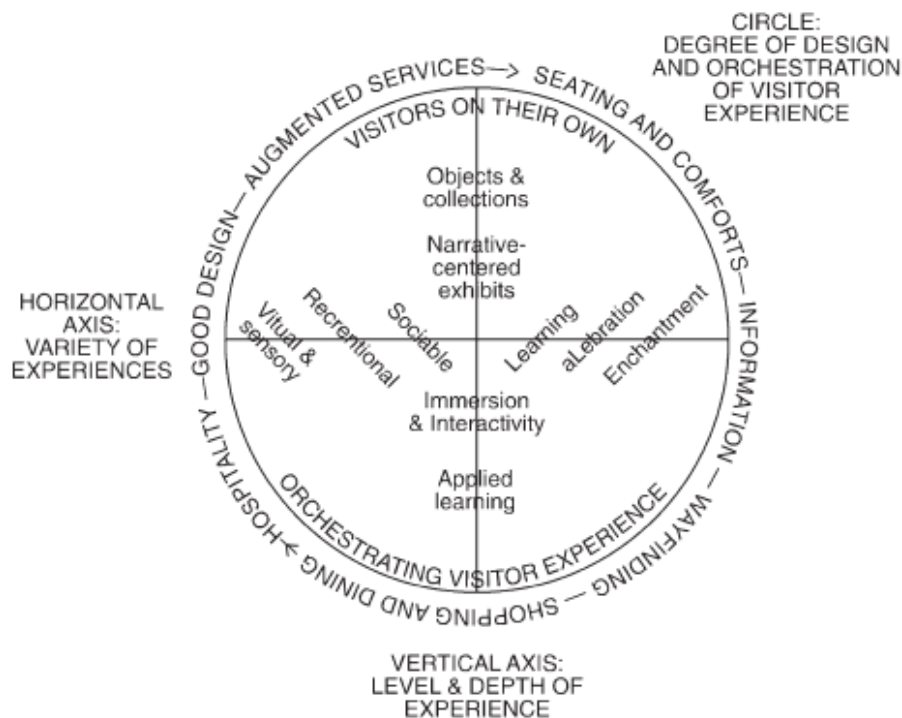 CIRCLE:
DEGREE OF DESIGN
AND ORCHESTRATION
OF VISITOR
EXPERIENCE
GOOD DESIGN— AUGMENTED SERVICES—> SEATING AND COMFORTS— INFORMATION — WAYFINDING — SHOPPING AND DINING —> HOSPITALITY —
VISITORS ON THEIR OWN
Objects &
collections
Narrative-
centered
exhibits
HORIZONTAL
AXIS:
VARIETY OF
EXPERIENCES
Vitual &
sensory
Recrentional
Sociable
Learning
aLebration
Enchantment
Immersion
& Interactivity
Applied
learning
ORCHESTRATING VISITOR EXPERIENCE
VERTICAL AXIS:
LEVEL & DEPTH OF
EXPERIENCE